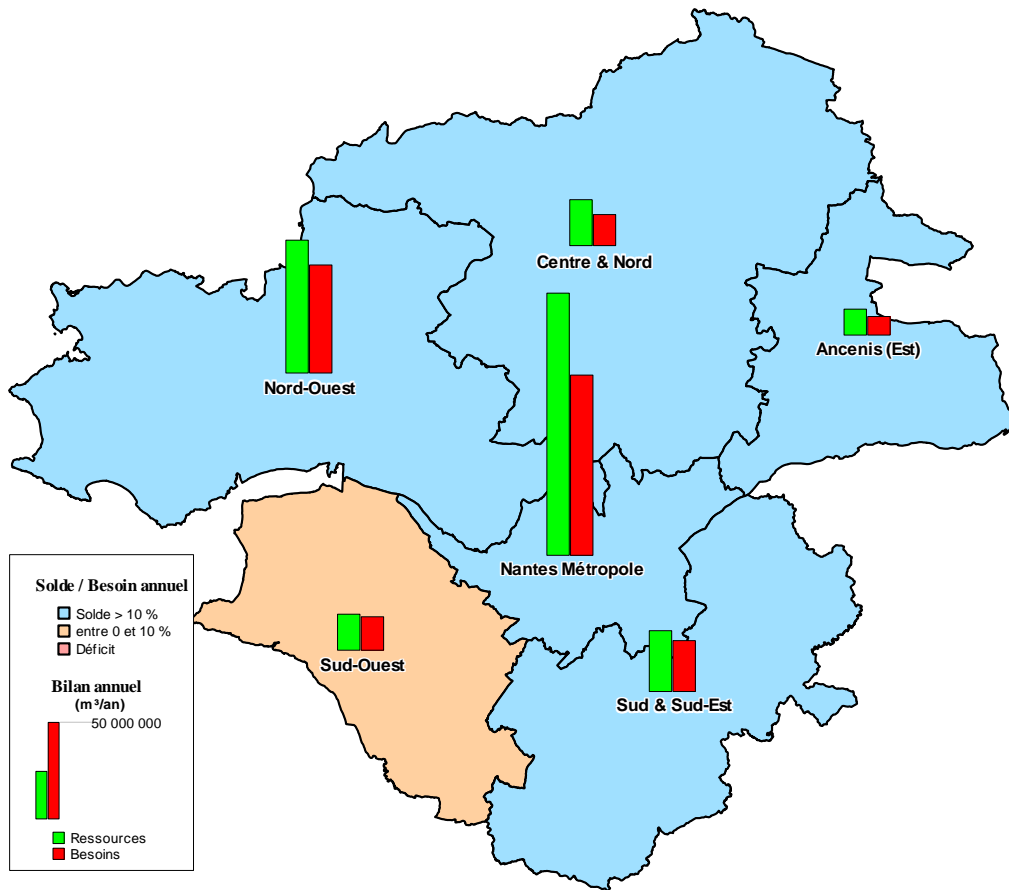 Centre & Nord
Ancenis (Est)
Nord-Ouest
Nantes Métropole
Sud-Ouest
Sud & Sud-Est
Solde / Besoin annuel
Solde > 10 %
entre 0 et 10 %
Déficit
Bilan annuel
(m³/an)
50 000 000
Ressources
Besoins